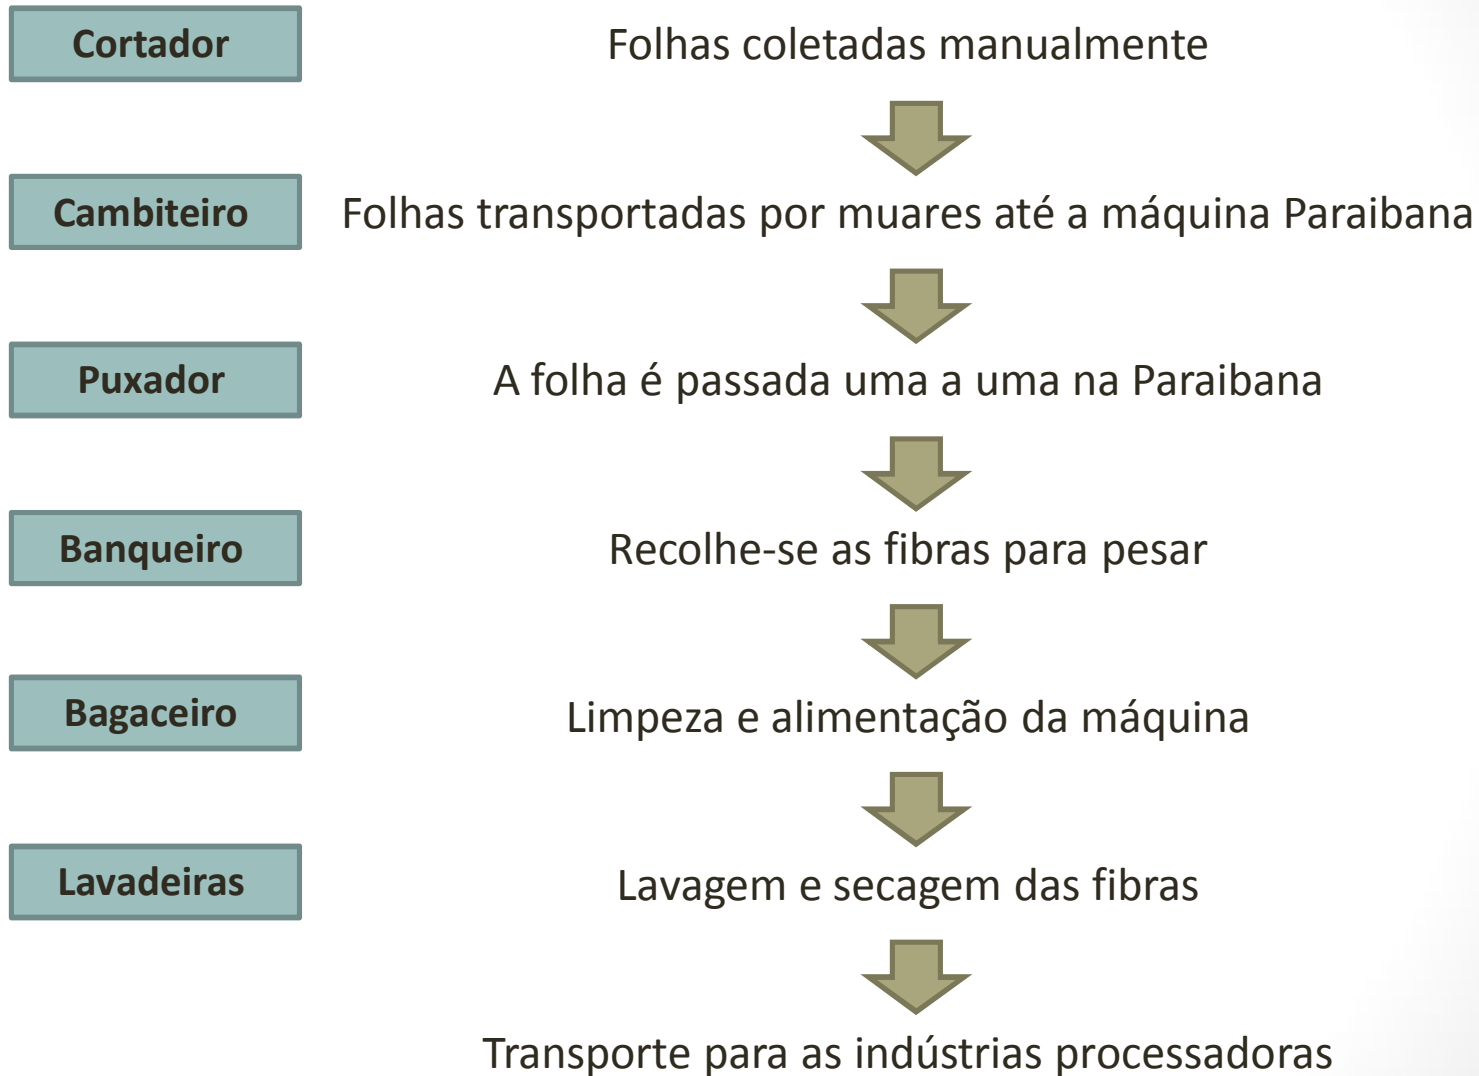 Cortador
Folhas coletadas manualmente
Cambiteiro
Folhas transportadas por muares até a máquina Paraibana
Puxador
A folha é passada uma a uma na Paraibana
Banqueiro
Recolhe-se as fibras para pesar
Bagaceiro
Limpeza e alimentação da máquina
Lavadeiras
Lavagem e secagem das fibras
Transporte para as indústrias processadoras